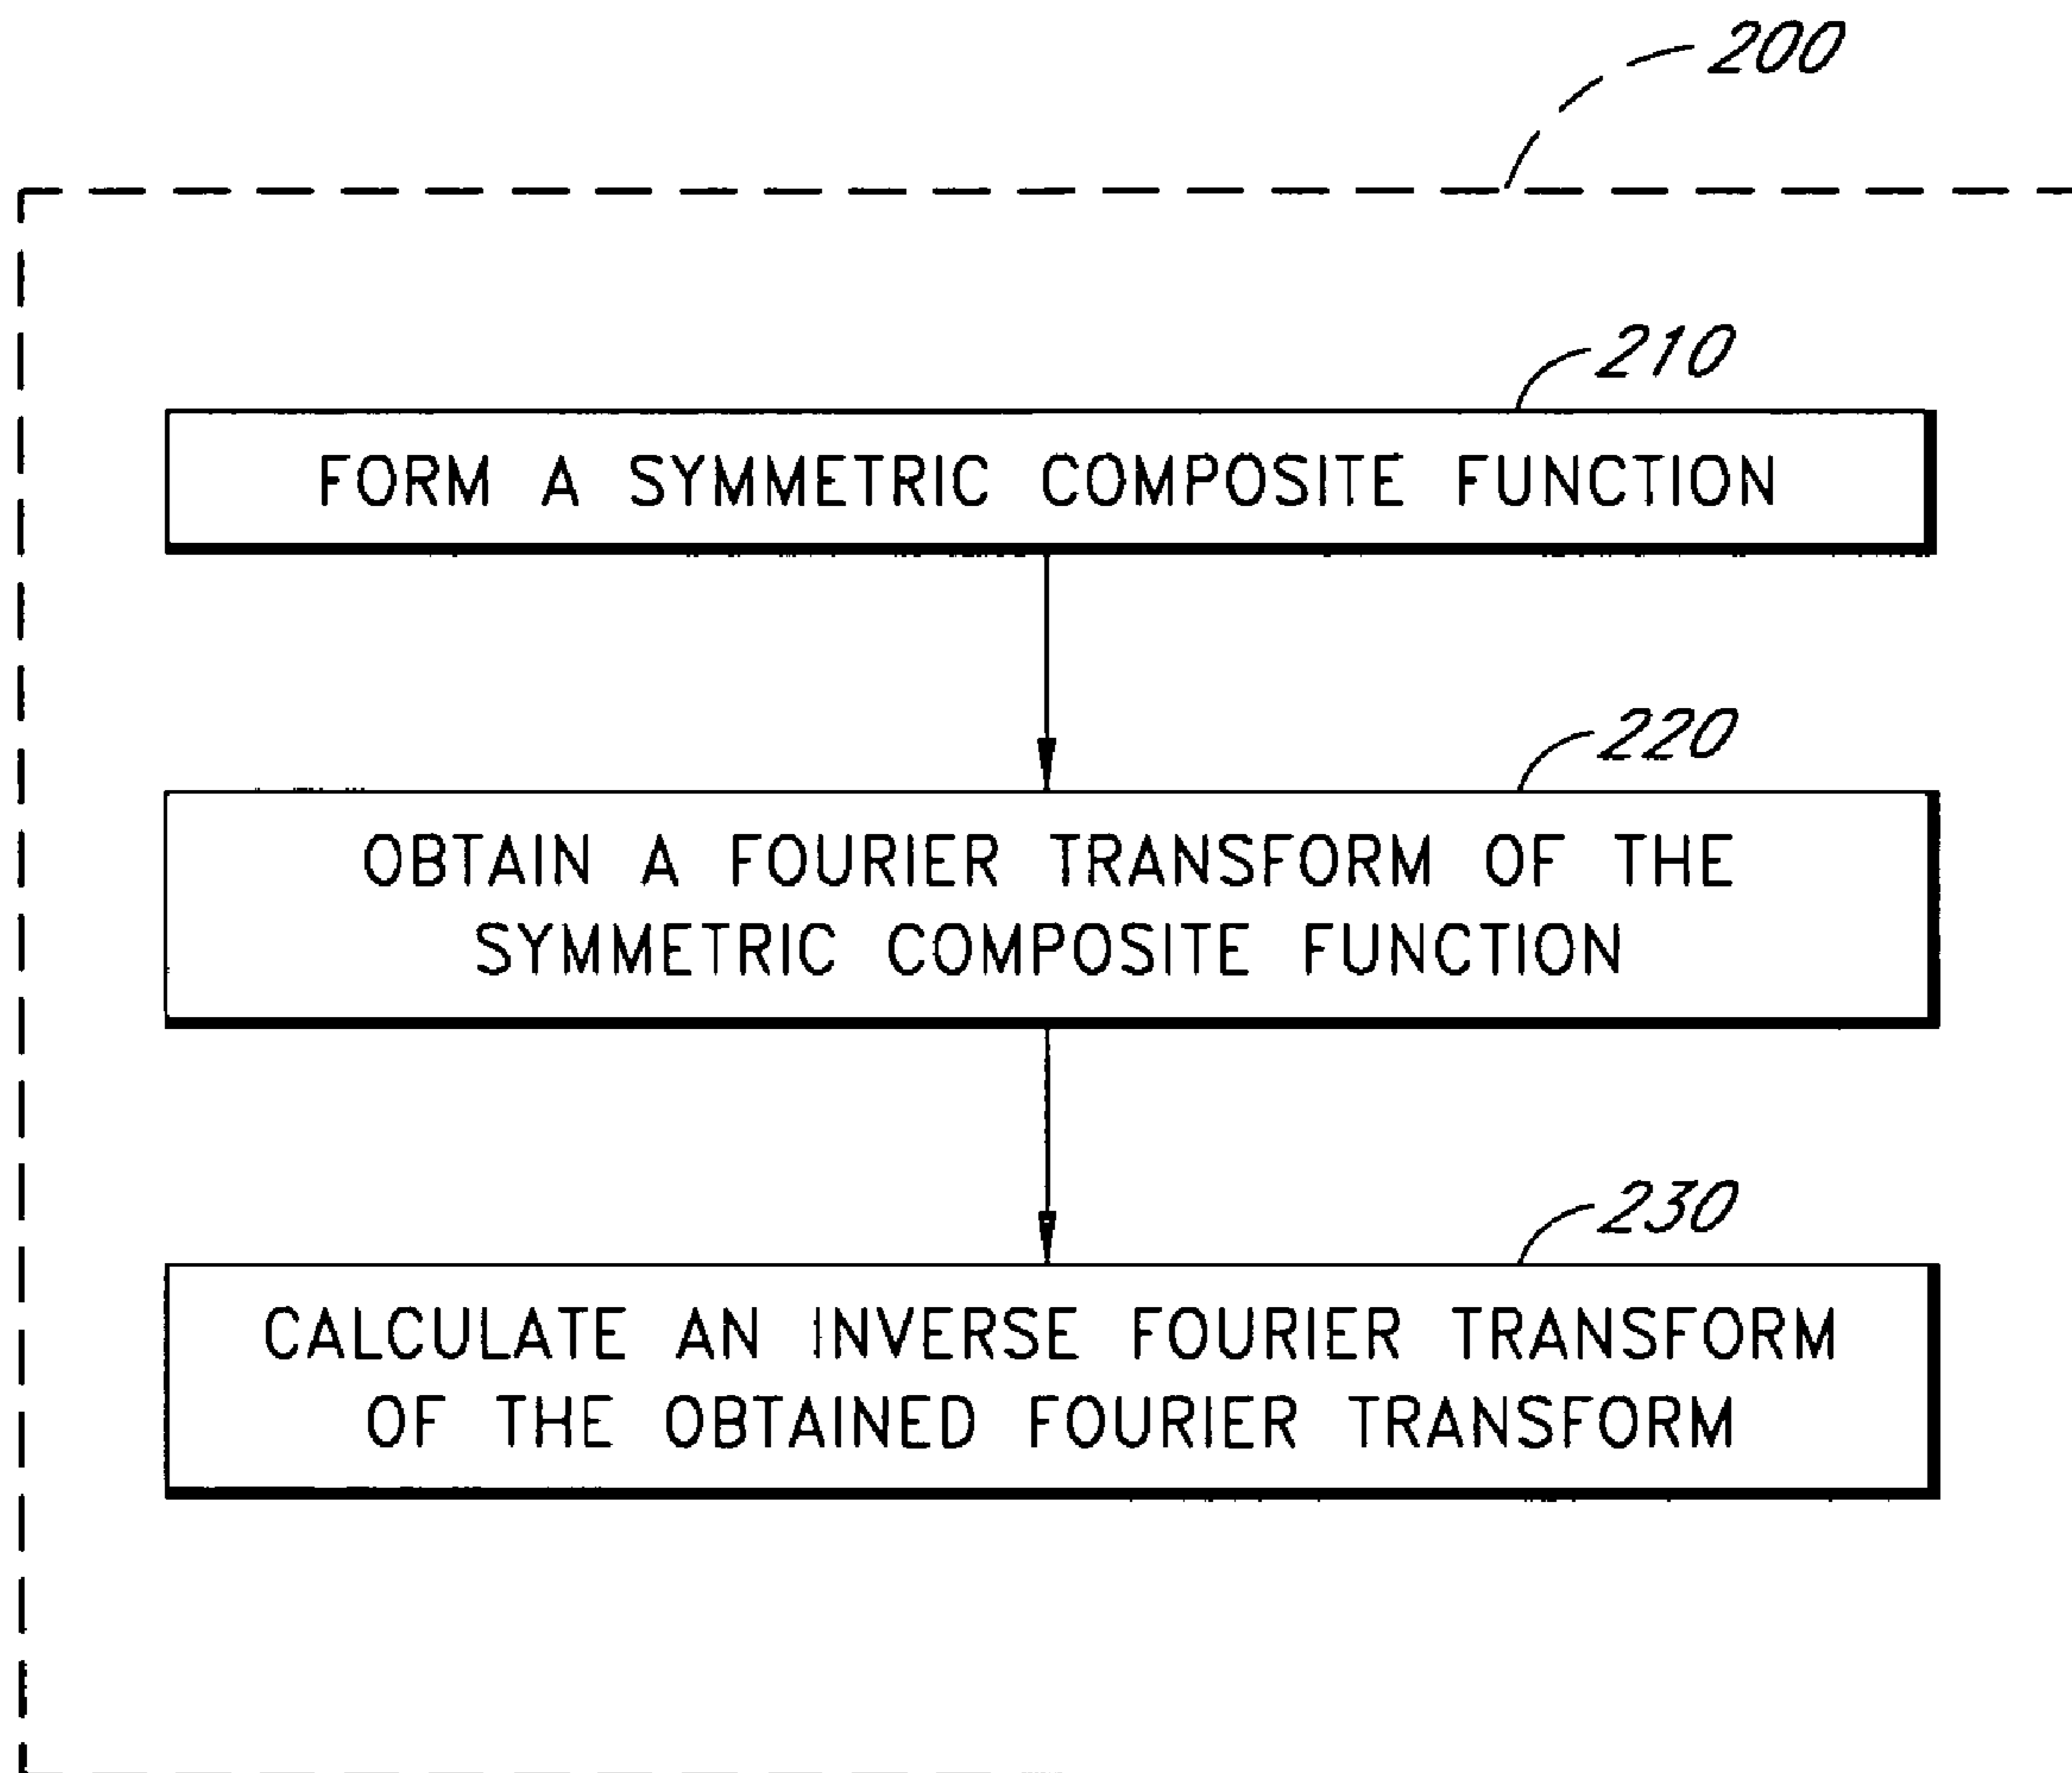 200
210
FORM A SYMMETRIC COMPOSITE FUNCTION
220
OBTAIN A FOURIER TRANSFORM OF THE
SYMMETRIC COMPOSITE FUNCTION
230
CALCULATE AN INVERSE FOURIER TRANSFORM
OF THE OBTAINED FOURIER TRANSFORM